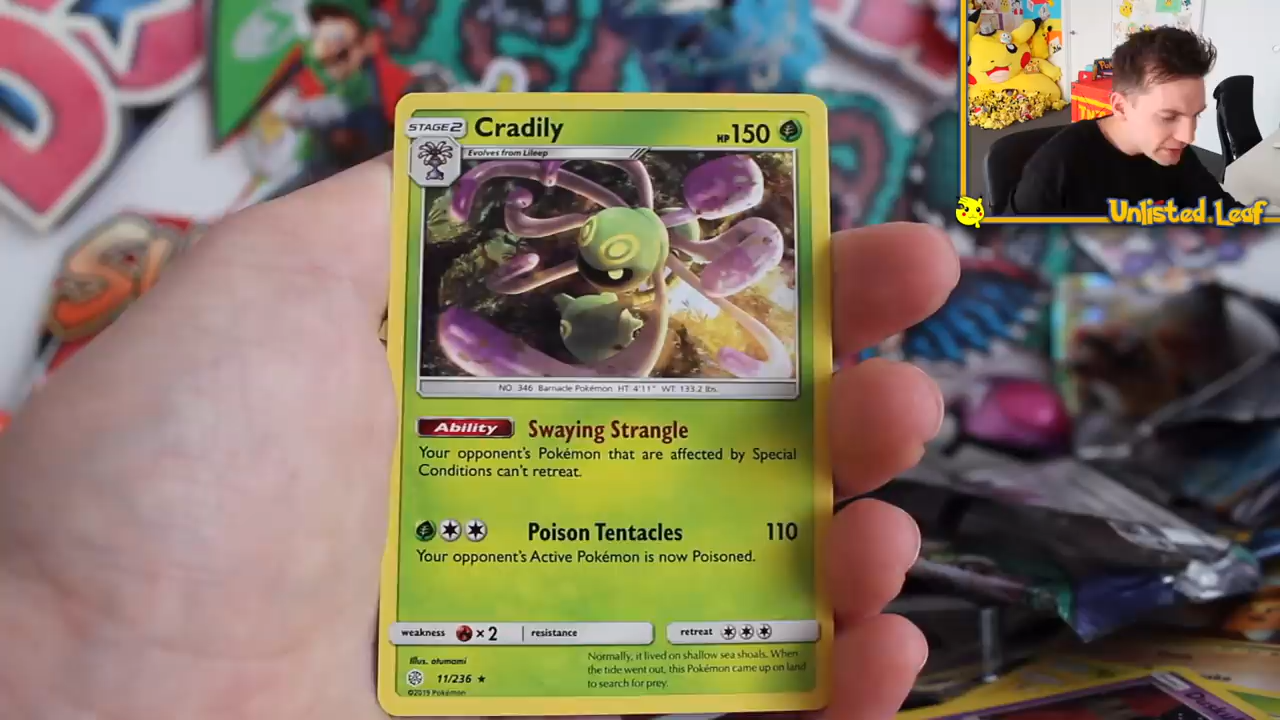 STAGE2
Cradily
HP150
Evolves from Lileep
NO. 346 Barnacle Pokémon HT: 4'11" WT: 133.2 lbs.
Ability Swaying Strangle
Your opponent's Pokémon that are affected by Special
Conditions can't retreat.
Poison Tentacles 110
Your opponent's Active Pokémon is now Poisoned.
weakness ×2 resistance
retreat
Normally, it lived on shallow sea shoals. When
the tide went out, this Pokémon came up on land
to search for prey.
Illus. otumami
11/236 ★
©2019 Pokémon
Unlisted.Leaf